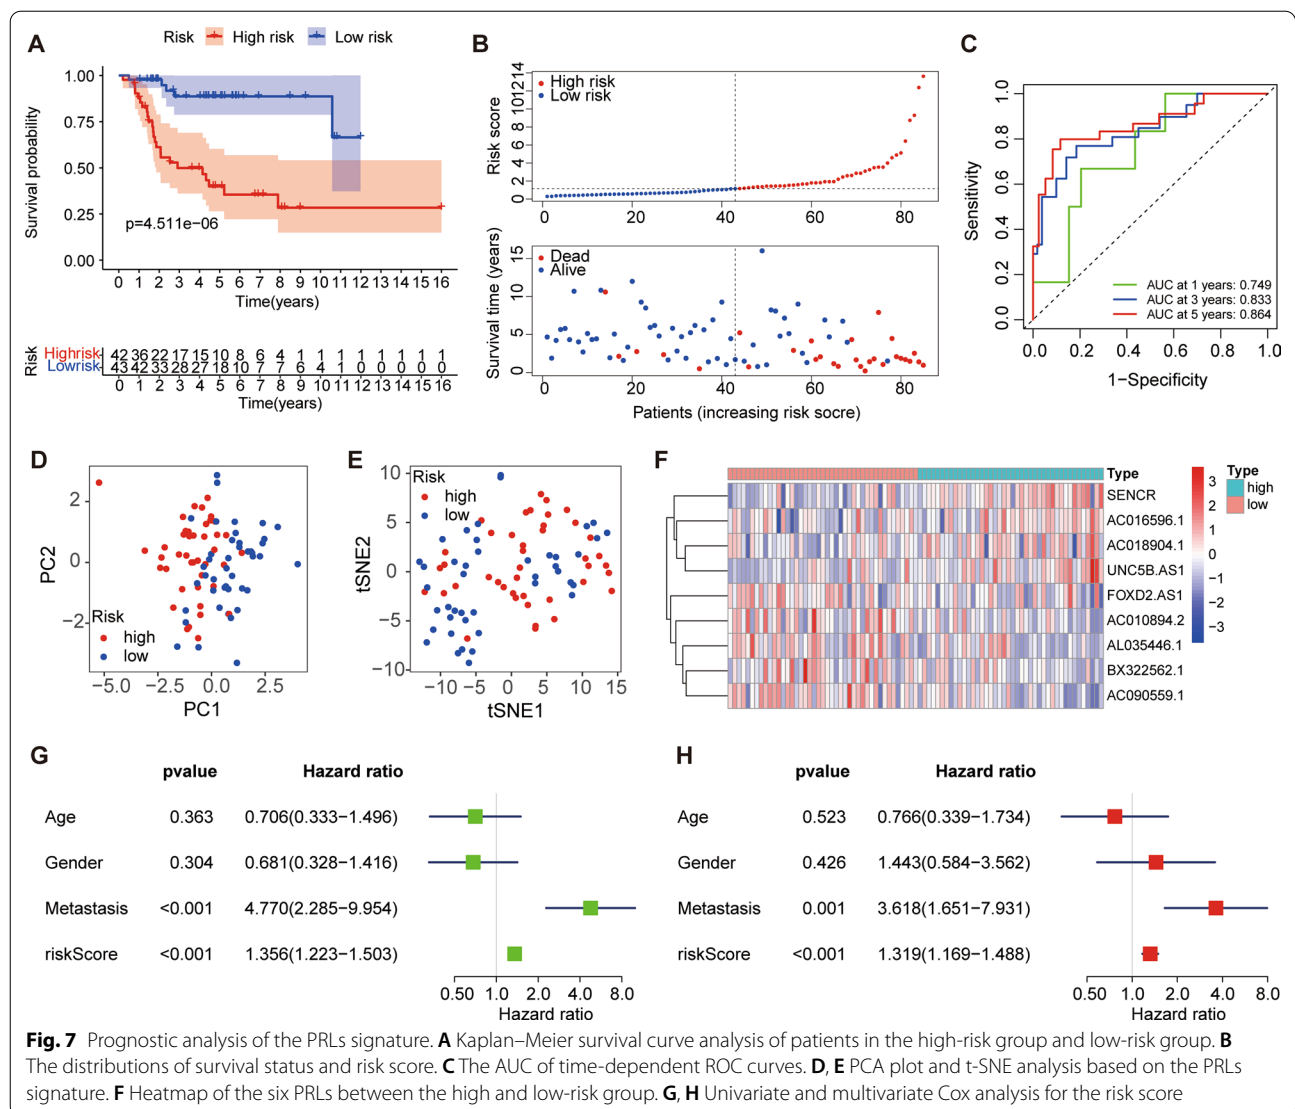 A
Risk High risk Low risk
Survival probability
1.00
0.75
0.50
0.25
0.00
p=4.511e−06
0 1 2 3 4 5 6 7 8 9 10 11 12 13 14 15 16
Time(years)
Risk
Highrisk 42 36 22 17 15 10 8 6 4 1 1 1 1 1 1 1 1
Lowrisk 43 42 33 28 27 18 10 7 9 6 4 1 0 0 0 0 0
0 1 2 3 4 5 6 7 8 9 10 11 12 13 14 15 16
Time(years)
B
High risk
Low risk
Risk score
0 2 4 6 8 10 12 14
0 20 40 60 80
Dead
Alive
Survival time (years)
0 5 10 15
0 20 40 60 80
Patients (increasing risk socre)
C
Sensitivity
0.0 0.2 0.4 0.6 0.8 1.0
AUC at 1 years: 0.749
AUC at 3 years: 0.833
AUC at 5 years: 0.864
0.0 0.2 0.4 0.6 0.8 1.0
1−Specificity
D
PC2
2
0
−2
Risk
high
low
−5.0 −2.5 0.0 2.5
PC1
E
tSNE2
10
5
0
−5
−10
Risk
high
low
−10 −5 0 5 10 15
tSNE1
F
Type
SENCR
AC016596.1
AC018904.1
UNC5B.AS1
FOXD2.AS1
AC010894.2
AL035446.1
BX322562.1
AC090559.1
3
2
1
0
−1
−2
−3
Type
high
low
G
pvalue Hazard ratio
Age 0.363 0.706(0.333−1.496)
Gender 0.304 0.681(0.328−1.416)
Metastasis <0.001 4.770(2.285−9.954)
riskScore <0.001 1.356(1.223−1.503)
0.50 1.0 2.0 4.0 8.0
Hazard ratio
H
pvalue Hazard ratio
Age 0.523 0.766(0.339−1.734)
Gender 0.426 1.443(0.584−3.562)
Metastasis 0.001 3.618(1.651−7.931)
riskScore <0.001 1.319(1.169−1.488)
0.50 1.0 2.0 4.0 8.0
Hazard ratio
Fig. 7 Prognostic analysis of the PRLs signature. A Kaplan–Meier survival curve analysis of patients in the high-risk group and low-risk group. B
The distributions of survival status and risk score. C The AUC of time-dependent ROC curves. D, E PCA plot and t-SNE analysis based on the PRLs
signature. F Heatmap of the six PRLs between the high and low-risk group. G, H Univariate and multivariate Cox analysis for the risk score